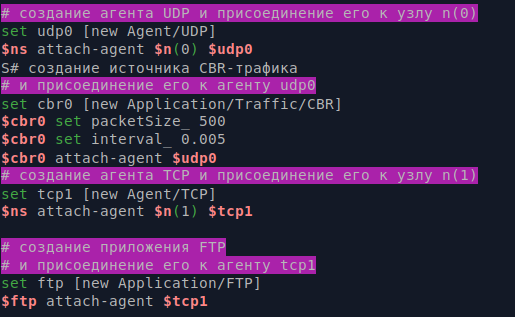 # создание агента UDP и присоединение его к узлу n(0)
set udp0 [new Agent/UDP]
$ns attach-agent $n(0) $udp0
S# создание источника CBR-трафика
# и присоединение его к агенту udp0
set cbr0 [new Application/Traffic/CBR]
$cbr0 set packetSize_ 500
$cbr0 set interval_ 0.005
$cbr0 attach-agent $udp0
# создание агента TCP и присоединение его к узлу n(1)
set tcp1 [new Agent/TCP]
$ns attach-agent $n(1) $tcp1
# создание приложения FTP
# и присоединение его к агенту tcp1
set ftp [new Application/FTP]
$ftp attach-agent $tcp1